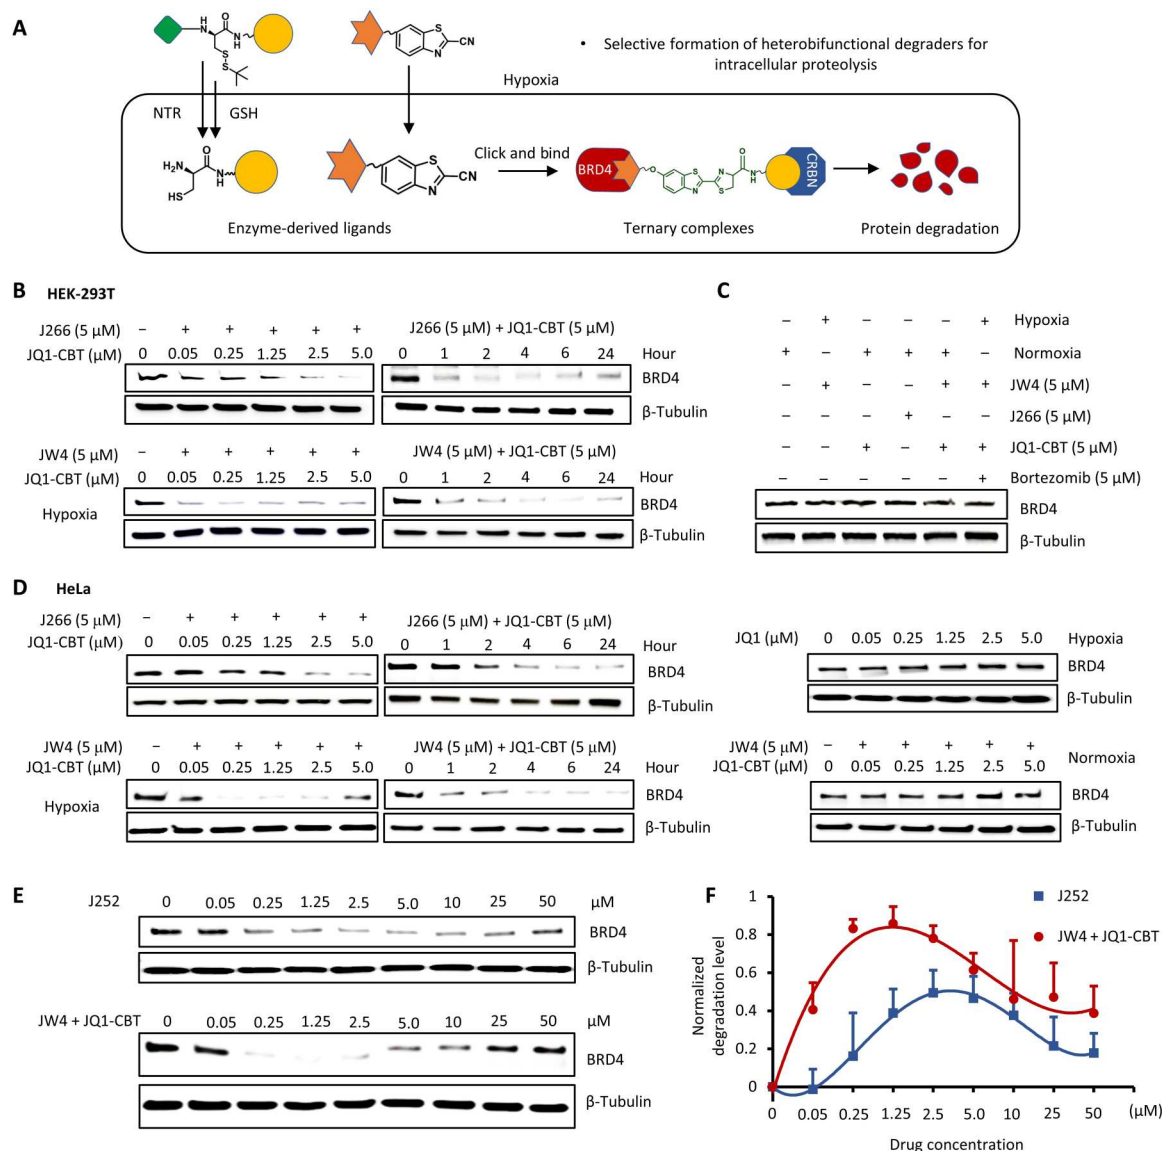 A
H
N
O
N
H
S
S
S
N
CN
• Selective formation of heterobifunctional degraders for
intracellular proteolysis
Hypoxia
NTR GSH
H₂N
O
N
H
HS
S
N
CN
Click and bind
BRD4
O
S
N
N
S
O
N
H
CRBN
Enzyme-derived ligands
Ternary complexes
Protein degradation
B HEK-293T
J266 (5 μM) – + + + + +
JQ1-CBT (μM) 0 0.05 0.25 1.25 2.5 5.0
J266 (5 μM) + JQ1-CBT (5 μM)
0 1 2 4 6 24 Hour
BRD4
β-Tubulin
JW4 (5 μM) – + + + + +
JQ1-CBT (μM) 0 0.05 0.25 1.25 2.5 5.0
Hypoxia
JW4 (5 μM) + JQ1-CBT (5 μM)
0 1 2 4 6 24 Hour
BRD4
β-Tubulin
C
– + – – – + Hypoxia
+ – + + + – Normoxia
– + – – + + JW4 (5 μM)
– – – + – – J266 (5 μM)
– – + – + + JQ1-CBT (5 μM)
– – – – – + Bortezomib (5 μM)
BRD4
β-Tubulin
D HeLa
J266 (5 μM) – + + + + +
JQ1-CBT (μM) 0 0.05 0.25 1.25 2.5 5.0
J266 (5 μM) + JQ1-CBT (5 μM)
0 1 2 4 6 24 Hour
BRD4
β-Tubulin
JQ1 (μM) 0 0.05 0.25 1.25 2.5 5.0 Hypoxia
BRD4
β-Tubulin
JW4 (5 μM) – + + + + +
JQ1-CBT (μM) 0 0.05 0.25 1.25 2.5 5.0
Hypoxia
JW4 (5 μM) + JQ1-CBT (5 μM)
0 1 2 4 6 24 Hour
BRD4
β-Tubulin
JW4 (5 μM) – + + + + + Normoxia
JQ1-CBT (μM) 0 0.05 0.25 1.25 2.5 5.0
BRD4
β-Tubulin
E
J252 0 0.05 0.25 1.25 2.5 5.0 10 25 50 μM
BRD4
β-Tubulin
JW4 + JQ1-CBT 0 0.05 0.25 1.25 2.5 5.0 10 25 50 μM
BRD4
β-Tubulin
F
J252
JW4 + JQ1-CBT
Normalized
degradation level
1
0.8
0.6
0.4
0.2
0
0 0.05 0.25 1.25 2.5 5.0 10 25 50 (μM)
Drug concentration